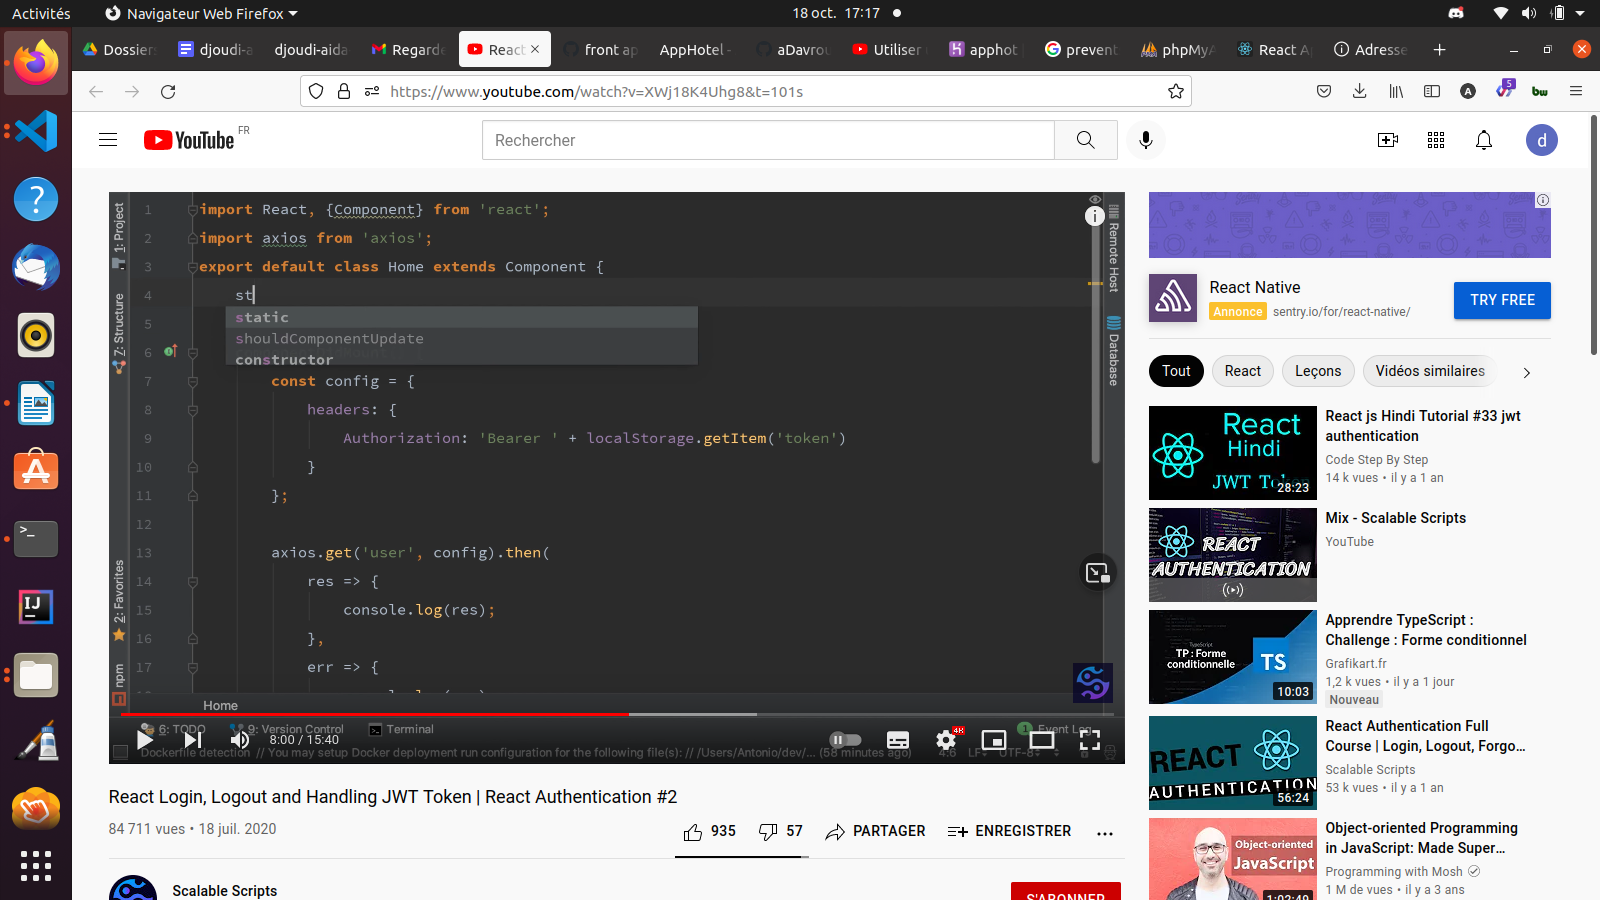 Activités
Navigateur Web Firefox
18 oct. 17:17
Dossiers
djoudi-a
djoudi-aida
Regarde
React
front ap
AppHotel -
aDavrou
Utiliser
apphot
prevent
phpMyA
React A
Adresse
https://www.youtube.com/watch?v=XWj18K4Uhg8&t=101s
5
YouTube FR
Rechercher
d
1: Project
7: Structure
2: Favorites
npm
Remote Host
Database
1 import React, {Component} from 'react';
2 import axios from 'axios';
3 export default class Home extends Component {
4 st
static
5
shouldComponentUpdate
6
constructor
7 const config = {
8 headers: {
9 Authorization: 'Bearer ' + localStorage.getItem('token')
10 }
11 };
12
13 axios.get('user', config).then(
14 res => {
15 console.log(res);
16 },
17 err => {
Home
6: TODO
9: Version Control
Terminal
1 Event Log
8:00 / 15:40
4K
Dockerfile detection // You may setup Docker deployment run configuration for the following file(s): // /Users/Antonio/dev/... (58 minutes ago)
4:6 LF UTF-8
React Login, Logout and Handling JWT Token | React Authentication #2
84 711 vues • 18 juil. 2020
935
57
PARTAGER
ENREGISTRER
Scalable Scripts
S'ABONNER
React Native
Annonce sentry.io/for/react-native/
TRY FREE
Tout
React
Leçons
Vidéos similaires
React
Hindi
JWT Token
28:23
React js Hindi Tutorial #33 jwt
authentication
Code Step By Step
14 k vues • il y a 1 an
REACT
AUTHENTICATION
Mix - Scalable Scripts
YouTube
TypeScript
TP : Forme
conditionnelle
TS
10:03
Apprendre TypeScript :
Challenge : Forme conditionnel
Grafikart.fr
1,2 k vues • il y a 1 jour
Nouveau
REACT
AUTHENTICATION
56:24
React Authentication Full
Course | Login, Logout, Forgo...
Scalable Scripts
53 k vues • il y a 1 an
Object-oriented
JavaScript
1:02:49
Object-oriented Programming
in JavaScript: Made Super...
Programming with Mosh
1 M de vues • il y a 3 ans